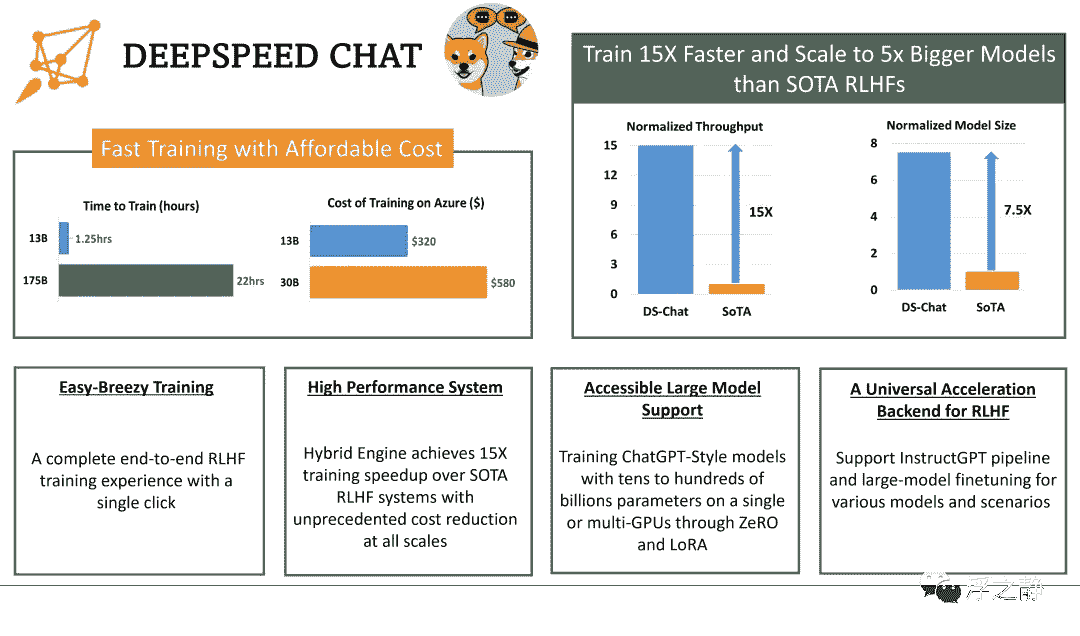 DEEPSPEED CHAT
Fast Training with Affordable Cost
Time to Train (hours)
13B
1.25hrs
175B
22hrs
Cost of Training on Azure ($)
13B
$320
30B
$580
Train 15X Faster and Scale to 5x Bigger Models
than SOTA RLHFs
Normalized Throughput
15
12
9
6
3
0
15X
DS-Chat
SoTA
Normalized Model Size
8
6
4
2
0
7.5X
DS-Chat
SoTA
Easy-Breezy Training
A complete end-to-end RLHF
training experience with a
single click
High Performance System
Hybrid Engine achieves 15X
training speedup over SOTA
RLHF systems with
unprecedented cost reduction
at all scales
Accessible Large Model
Support
Training ChatGPT-Style models
with tens to hundreds of
billions parameters on a single
or multi-GPUs through ZeRO
and LoRA
A Universal Acceleration
Backend for RLHF
Support InstructGPT pipeline
and large-model finetuning for
various models and scenarios
浮之静